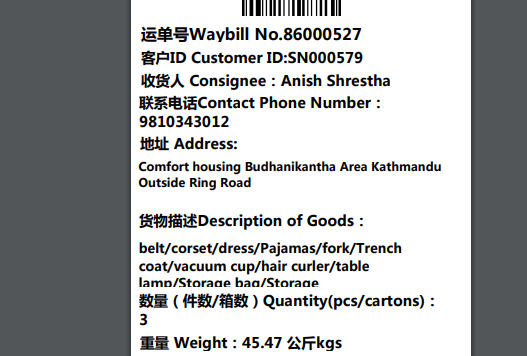 运单号Waybill No.86000527
客户ID Customer ID:SN000579
收货人 Consignee：Anish Shrestha
联系电话Contact Phone Number：
9810343012
地址 Address:
Comfort housing Budhanikantha Area Kathmandu
Outside Ring Road
货物描述Description of Goods：
belt/corset/dress/Pajamas/fork/Trench
coat/vacuum cup/hair curler/table
lamp/Storage bag/Storage
数量（件数/箱数）Quantity(pcs/cartons)：
3
重量 Weight：45.47 公斤kgs